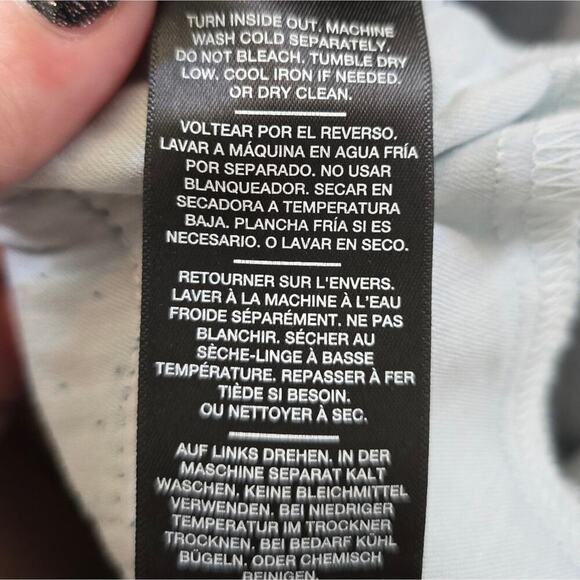 TURN INSIDE OUT. MACHINE
WASH COLD SEPARATELY.
DO NOT BLEACH. TUMBLE DRY
LOW. COOL IRON IF NEEDED.
OR DRY CLEAN.
VOLTEAR POR EL REVERSO.
LAVAR A MÁQUINA EN AGUA FRÍA
POR SEPARADO. NO USAR
BLANQUEADOR. SECAR EN
SECADORA A TEMPERATURA
BAJA. PLANCHA FRÍA SI ES
NECESARIO. O LAVAR EN SECO.
RETOURNER SUR L'ENVERS.
LAVER À LA MACHINE À L'EAU
FROIDE SÉPARÉMENT. NE PAS
BLANCHIR. SÉCHER AU
SÈCHE-LINGE À BASSE
TEMPÉRATURE. REPASSER À FER
TIÈDE SI BESOIN.
OU NETTOYER À SEC.
AUF LINKS DREHEN. IN DER
MASCHINE SEPARAT KALT
WASCHEN. KEINE BLEICHMITTEL
VERWENDEN. BEI NIEDRIGER
TEMPERATUR IM TROCKNER
TROCKNEN. BEI BEDARF KÜHL
BÜGELN. ODER CHEMISCH
REINIGEN.